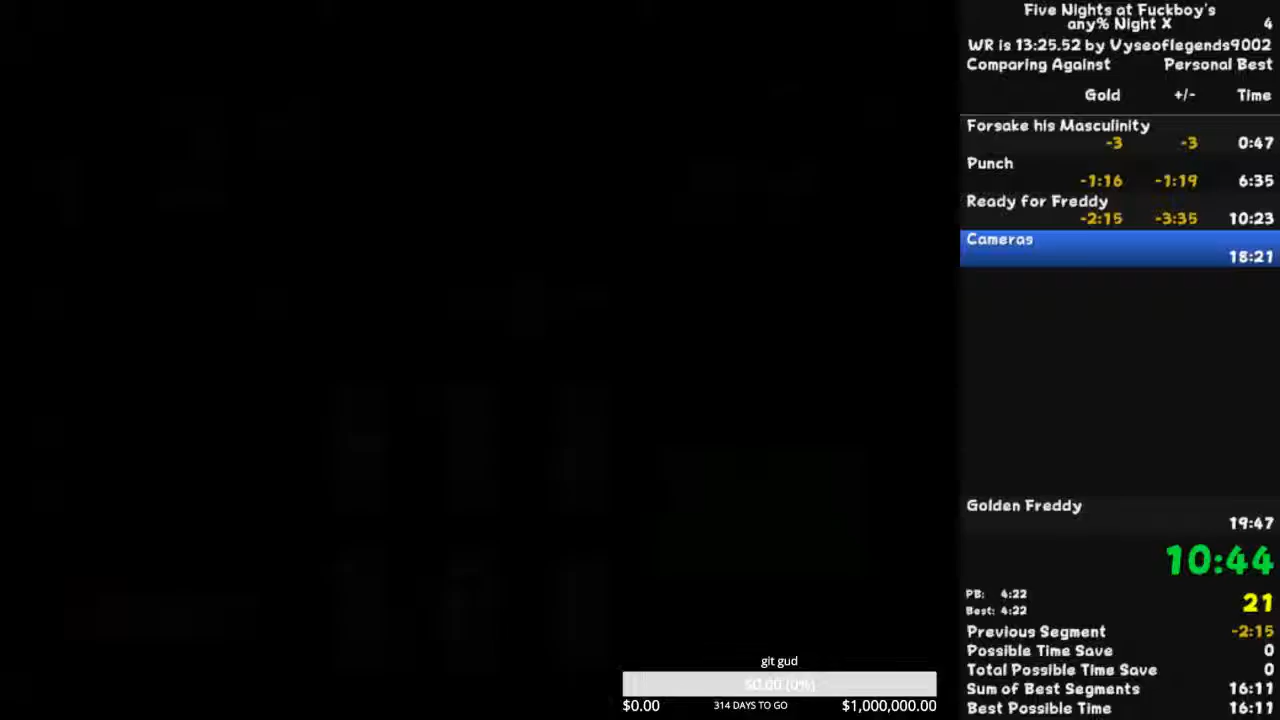 Five Nights at Fuckboy's
any% Night X 4
WR is 13:25.52 by Vyseoflegends9002
Comparing Against Personal Best
Gold +/- Time
Forsake his Masculinity
-3 -3 0:47
Punch
-1:16 -1:19 6:35
Ready for Freddy
-2:15 -3:35 10:23
Cameras
18:21
Golden Freddy
19:47
10:44
PB: 4:22
Best: 4:22
21
Previous Segment -2:15
Possible Time Save 0
Total Possible Time Save 0
Sum of Best Segments 16:11
Best Possible Time 16:11
git gud
$0.00 (0%)
$0.00 314 DAYS TO GO $1,000,000.00